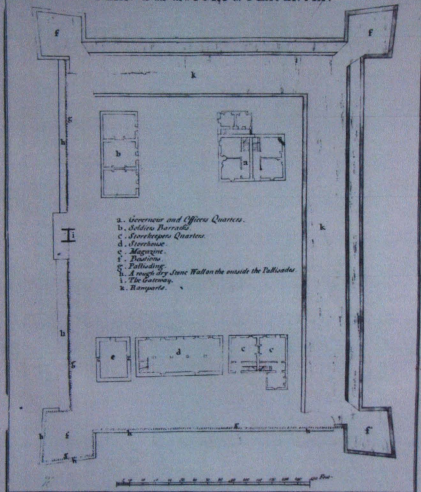 f
f
k
b
a
a. Governour and Officers Quarters.
b. Soldiers Barracks.
c. Storekeepers Quarters.
d. Storehouse.
e. Magazine.
f. Bastions.
g. Pallisading.
h. A rough dry Stone Wall on the outside the Pallisades.
i. The Gateway.
k. Ramparts.
g
h
i
k
h
g
e
d
c
c
h
f
g
h
g
h
f